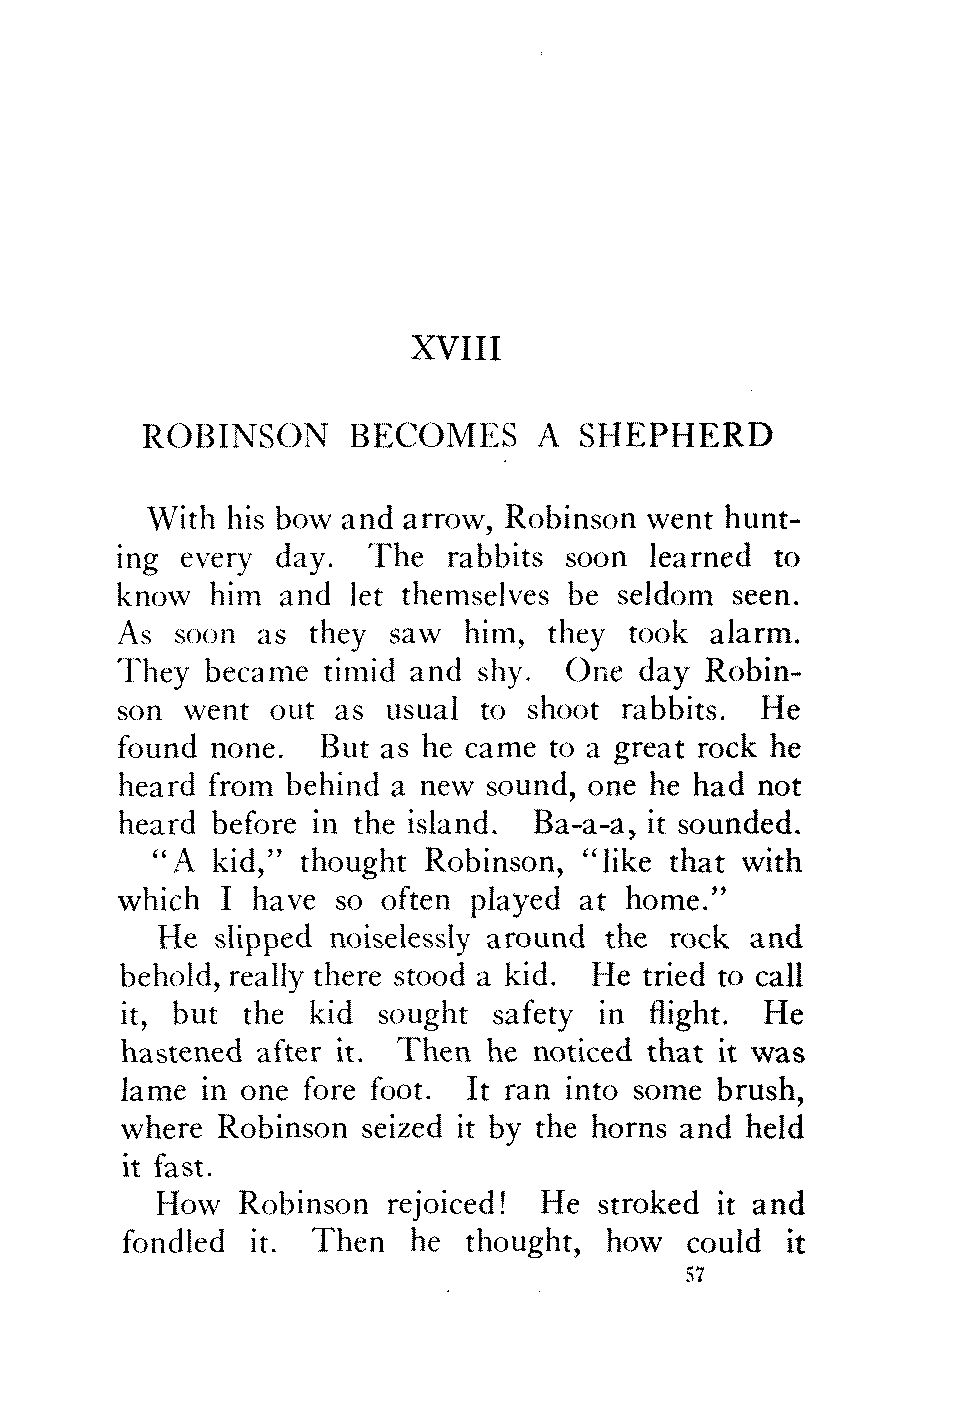 XVIII
ROBINSON BECOMES A SHEPHERD
With his bow and arrow, Robinson went hunt-
ing every day. The rabbits soon learned to
know him and let themselves be seldom seen.
As soon as they saw him, they took alarm.
They became timid and shy. One day Robin-
son went out as usual to shoot rabbits. He
found none. But as he came to a great rock he
heard from behind a new sound, one he had not
heard before in the island. Ba-a-a, it sounded.
"A kid," thought Robinson, "like that with
which I have so often played at home."
He slipped noiselessly around the rock and
behold, really there stood a kid. He tried to call
it, but the kid sought safety in flight. He
hastened after it. Then he noticed that it was
lame in one fore foot. It ran into some brush,
where Robinson seized it by the horns and held
it fast.
How Robinson rejoiced! He stroked it and
fondled it. Then he thought, how could it
57